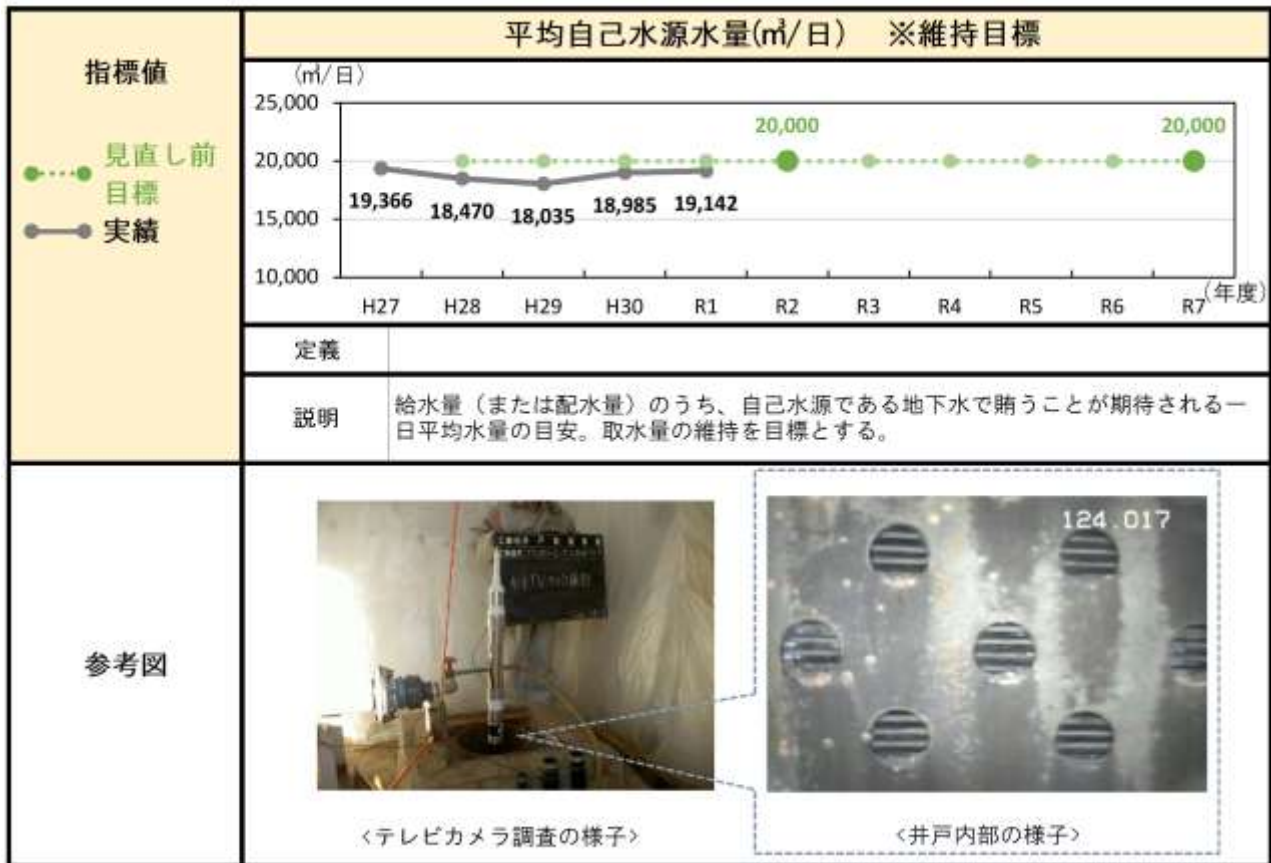 指標値
見直し前
目標
実績
平均自己水源水量(㎥/日) ※維持目標
(㎥/日)
25,000
20,000
15,000
10,000
20,000
20,000
19,366
18,470
18,035
18,985
19,142
H27
H28
H29
H30
R1
R2
R3
R4
R5
R6
R7
(年度)
定義
説明
給水量（または配水量）のうち、自己水源である地下水で賄うことが期待される一
日平均水量の目安。取水量の維持を目標とする。
参考図
124.017
<テレビカメラ調査の様子>
<井戸内部の様子>